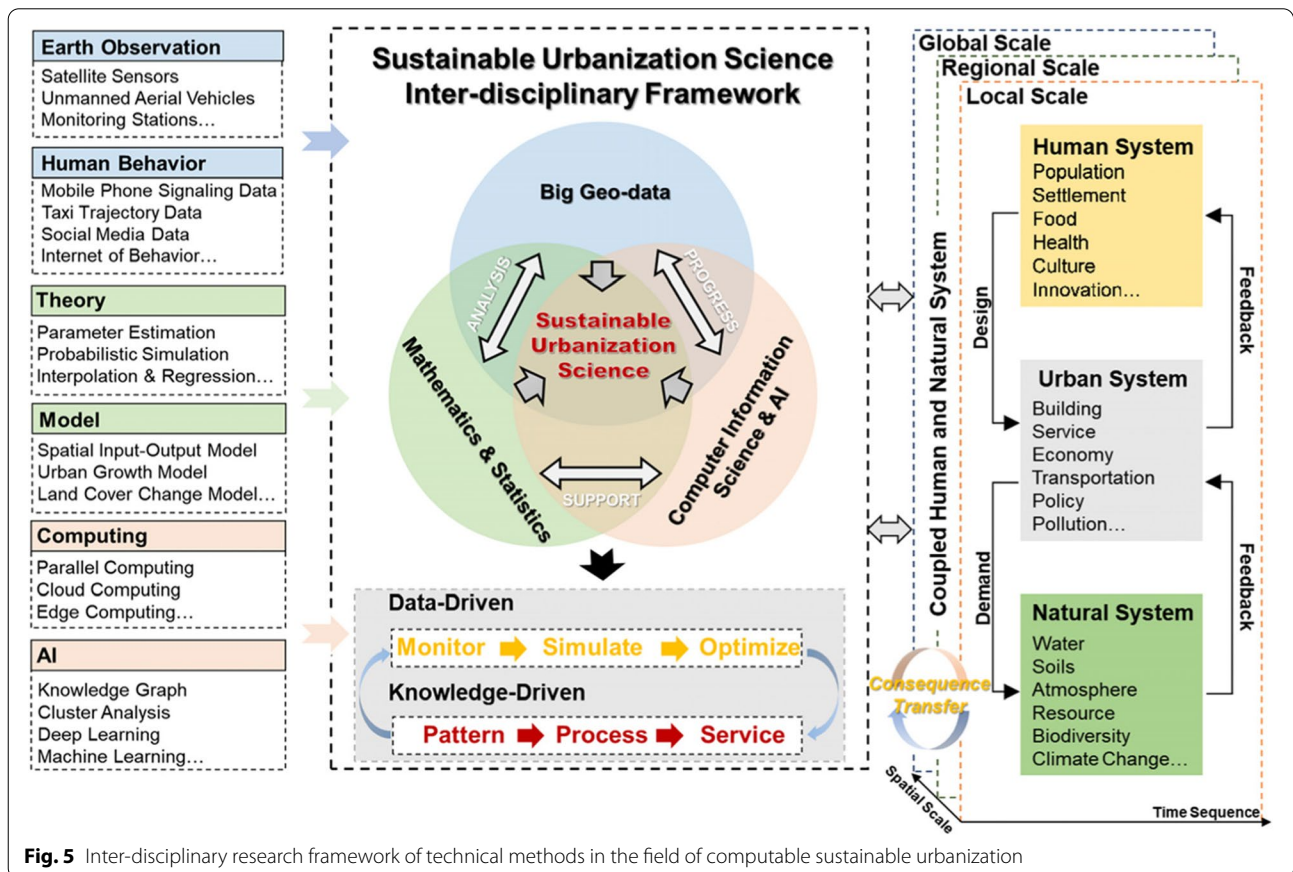 Earth Observation
Satellite Sensors
Unmanned Aerial Vehicles
Monitoring Stations…
Human Behavior
Mobile Phone Signaling Data
Taxi Trajectory Data
Social Media Data
Internet of Behavior…
Theory
Parameter Estimation
Probabilistic Simulation
Interpolation & Regression…
Model
Spatial Input-Output Model
Urban Growth Model
Land Cover Change Model…
Computing
Parallel Computing
Cloud Computing
Edge Computing…
AI
Knowledge Graph
Cluster Analysis
Deep Learning
Machine Learning…
Sustainable Urbanization Science
Inter-disciplinary Framework
Big Geo-data
ANALYSIS
PROGRESS
Sustainable
Urbanization
Science
Mathematics & Statistics
Computer Information
Science & AI
SUPPORT
Data-Driven
Monitor
Simulate
Optimize
Knowledge-Driven
Pattern
Process
Service
Global Scale
Regional Scale
Local Scale
Coupled Human and Natural System
Human System
Population
Settlement
Food
Health
Culture
Innovation…
Design
Feedback
Urban System
Building
Service
Economy
Transportation
Policy
Pollution…
Demand
Feedback
Natural System
Water
Soils
Atmosphere
Resource
Biodiversity
Climate Change…
Consequence
Transfer
Spatial Scale
Time Sequence
Fig. 5 Inter-disciplinary research framework of technical methods in the field of computable sustainable urbanization